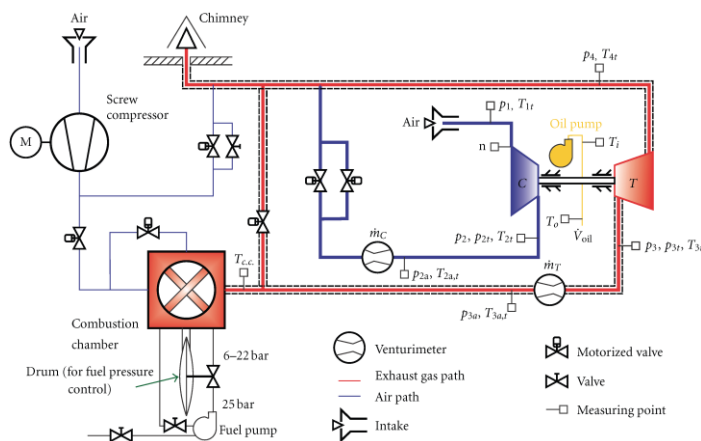 Air
Chimney
p4, T4t
Screw
compressor
M
p1, T1t
Air
Oil pump
Ti
n
C
T
To
V̇oil
ṁC
p2, p2t, T2t
p2a, T2a,t
Tc.c.
ṁT
p3, p3t, T3t
p3a, T3a,t
Combustion
chamber
6–22 bar
Drum (for fuel pressure
control)
25 bar
Fuel pump
Venturimeter
Exhaust gas path
Air path
Intake
Motorized valve
Valve
Measuring point